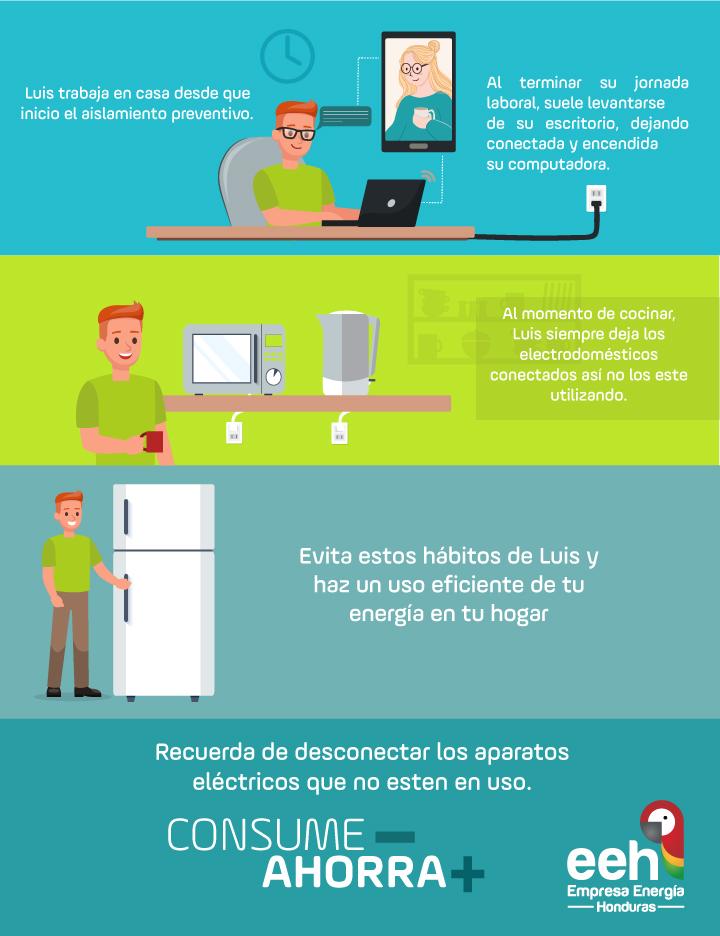 Luis trabaja en casa desde que
inicio el aislamiento preventivo.
Al terminar su jornada
laboral, suele levantarse
de su escritorio, dejando
conectada y encendida
su computadora.
Al momento de cocinar,
Luis siempre deja los
electrodomésticos
conectados así no los este
utilizando.
Evita estos hábitos de Luis y
haz un uso eficiente de tu
energía en tu hogar
Recuerda de desconectar los aparatos
eléctricos que no esten en uso.
CONSUME –
AHORRA +
eeh
Empresa Energía
Honduras